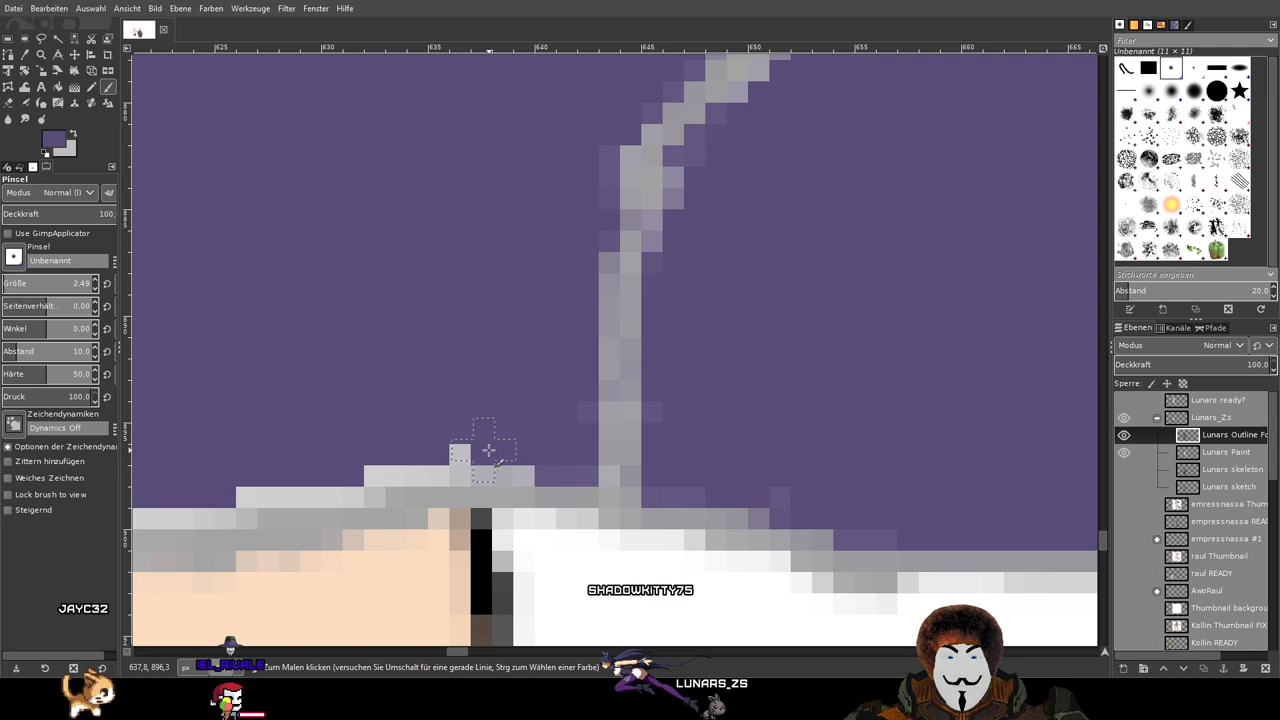 Datei Bearbeiten Auswahl Ansicht Bild Ebene Farben Werkzeuge Filter Fenster Hilfe
625 630 635 640 645 650 655 660 665
Filter
Unbenannt (11 × 11)
Pinsel
Modus Normal (l)
Deckkraft 100,
Use GimpApplicator
Pinsel
Unbenannt
Größe 2,49
Seitenverhält… 0,00
Winkel 0,00
Abstand 10,0
Härte 50,0
Druck 100,0
Zeichendynamiken
Dynamics Off
Optionen der Zeichendynam
Zittern hinzufügen
Weiches Zeichnen
Lock brush to view
Steigernd
Stichworte eingeben
Abstand 20,0
Ebenen Kanäle Pfade
Modus Normal
Deckkraft 100,0
Sperre:
Lunars ready?
Lunars_Zs
Lunars Outline Fo
Lunars Paint
Lunars skeleton
Lunars sketch
emressnassa Thum
empressnassa REA
empressnassa #1
raul Thumbnail
raul READY
AwoRaul
Thumbnail backgrou
Kollin Thumbnail FIX
Kollin READY
JAYC32
SHADOWKITTY75
637,8, 896,3 px Zum Malen klicken (versuchen Sie Umschalt für eine gerade Linie, Strg zum Wählen einer Farbe)
IEL_RIVALE
LUNARS_ZS